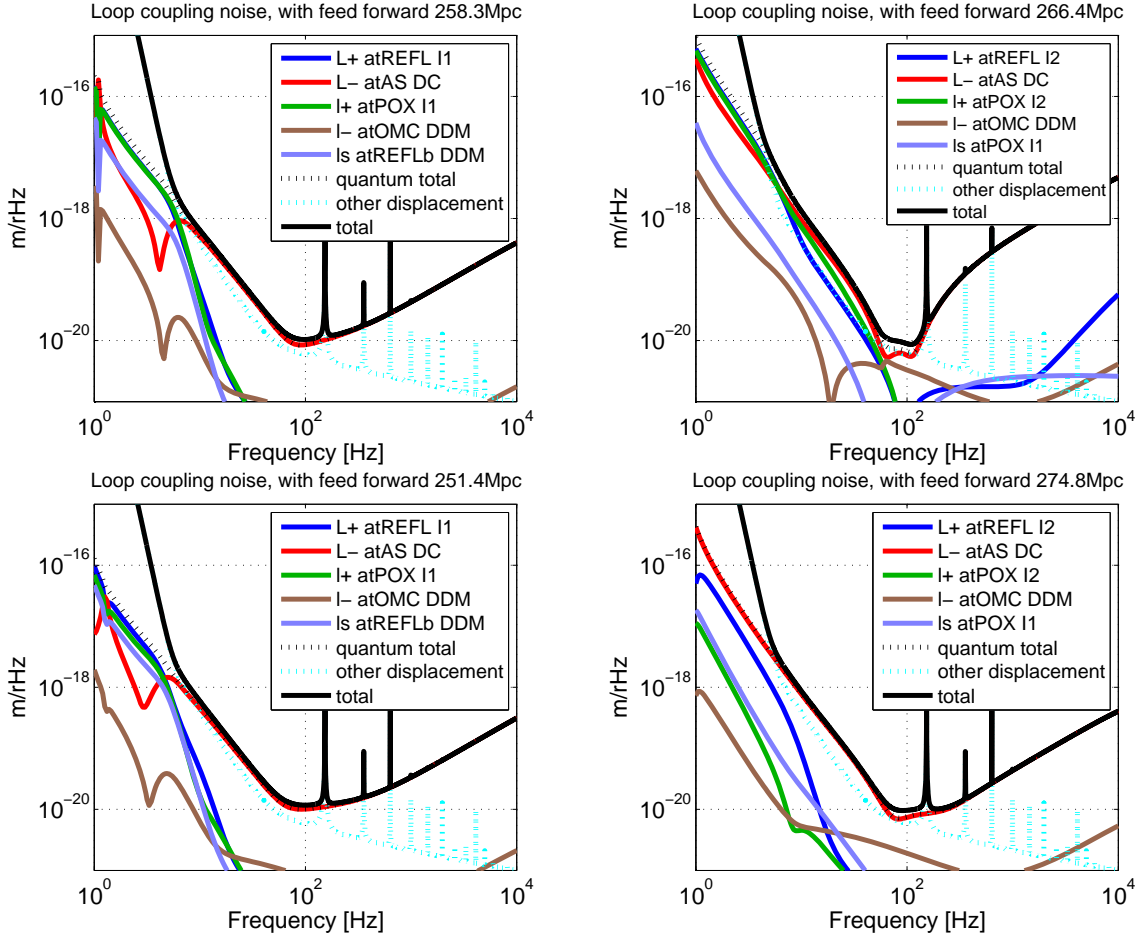 Loop coupling noise, with feed forward 258.3Mpc
m/rHz
10^−16
10^−18
10^−20
L+ atREFL I1
L− atAS DC
l+ atPOX I1
l− atOMC DDM
ls atREFLb DDM
quantum total
other displacement
total
10^0
10^2
10^4
Frequency [Hz]
Loop coupling noise, with feed forward 266.4Mpc
m/rHz
10^−16
10^−18
10^−20
L+ atREFL I2
L− atAS DC
l+ atPOX I2
l− atOMC DDM
ls atPOX I1
quantum total
other displacement
total
10^0
10^2
10^4
Frequency [Hz]
Loop coupling noise, with feed forward 251.4Mpc
m/rHz
10^−16
10^−18
10^−20
L+ atREFL I1
L− atAS DC
l+ atPOX I1
l− atOMC DDM
ls atREFLb DDM
quantum total
other displacement
total
10^0
10^2
10^4
Frequency [Hz]
Loop coupling noise, with feed forward 274.8Mpc
m/rHz
10^−16
10^−18
10^−20
L+ atREFL I2
L− atAS DC
l+ atPOX I2
l− atOMC DDM
ls atPOX I1
quantum total
other displacement
total
10^0
10^2
10^4
Frequency [Hz]